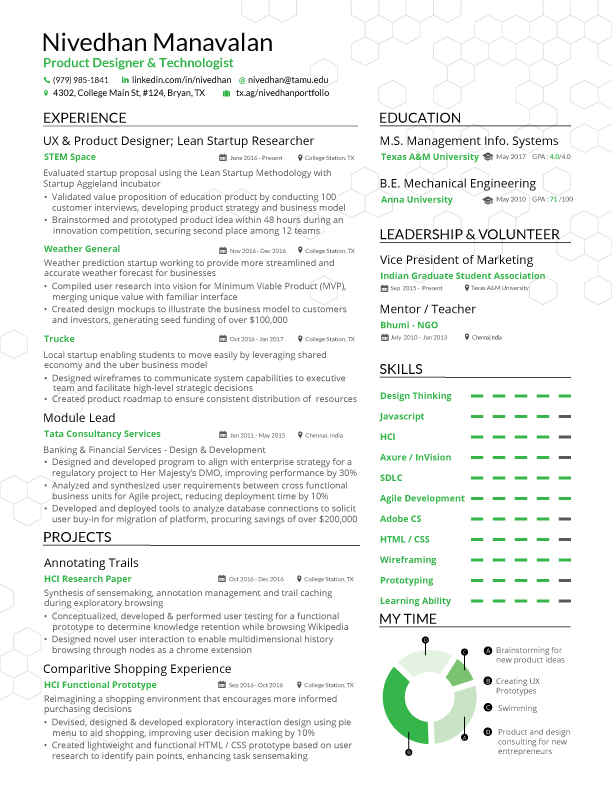 Nivedhan Manavalan
Product Designer & Technologist
(979) 985-1841 in linkedin.com/in/nivedhan @ nivedhan@tamu.edu
4302, College Main St, #124, Bryan, TX tx.ag/nivedhanportfolio
EXPERIENCE
UX & Product Designer; Lean Startup Researcher
STEM Space June 2016 - Present College Station, TX
Evaluated startup proposal using the Lean Startup Methodology with
Startup Aggieland incubator
• Validated value proposition of education product by conducting 100
customer interviews, developing product strategy and business model
• Brainstormed and prototyped product idea within 48 hours during an
innovation competition, securing second place among 12 teams
Weather General Nov 2016 - Dec 2016 College Station, TX
Weather prediction startup working to provide more streamlined and
accurate weather forecast for businesses
• Compiled user research into vision for Minimum Viable Product (MVP),
merging unique value with familiar interface
• Created design mockups to illustrate the business model to customers
and investors, generating seed funding of over $100,000
Trucke Oct 2016 - Jan 2017 College Station, TX
Local startup enabling students to move easily by leveraging shared
economy and the uber business model
• Designed wireframes to communicate system capabilities to executive
team and facilitate high-level strategic decisions
• Created product roadmap to ensure consistent distribution of resources
Module Lead
Tata Consultancy Services Jan 2011 - May 2015 Chennai, India
Banking & Financial Services - Design & Development
• Designed and developed program to align with enterprise strategy for a
regulatory project to Her Majesty's DMO, improving performance by 30%
• Analyzed and synthesized user requirements between cross functional
business units for Agile project, reducing deployment time by 10%
• Developed and deployed tools to analyze database connections to solicit
user buy-in for migration of platform, procuring savings of over $200,000
PROJECTS
Annotating Trails
HCI Research Paper Oct 2016 - Dec 2016 College Station, TX
Synthesis of sensemaking, annotation management and trail caching
during exploratory browsing
• Conceptualized, developed & performed user testing for a functional
prototype to determine knowledge retention while browsing Wikipedia
• Designed novel user interaction to enable multidimensional history
browsing through nodes as a chrome extension
Comparitive Shopping Experience
HCI Functional Prototype Sep 2016 - Oct 2016 College Station, TX
Reimagining a shopping environment that encourages more informed
purchasing decisions
• Devised, designed & developed exploratory interaction design using pie
menu to aid shopping, improving user decision making by 10%
• Created lightweight and functional HTML / CSS prototype based on user
research to identify pain points, enhancing task sensemaking
EDUCATION
M.S. Management Info. Systems
Texas A&M University May 2017 GPA : 4.0/4.0
B.E. Mechanical Engineering
Anna University May 2010 GPA : 71 /100
LEADERSHIP & VOLUNTEER
Vice President of Marketing
Indian Graduate Student Association
Sep 2015 - Present Texas A&M University
Mentor / Teacher
Bhumi - NGO
July 2010 – Jan 2013 Chennai,India
SKILLS
Design Thinking
Javascript
HCI
Axure / InVision
SDLC
Agile Development
Adobe CS
HTML / CSS
Wireframing
Prototyping
Learning Ability
MY TIME
D
C
A
B
A Brainstorming for
new product ideas
B Creating UX
Prototypes
C Swimming
D Product and design
consulting for new
entrepreneurs